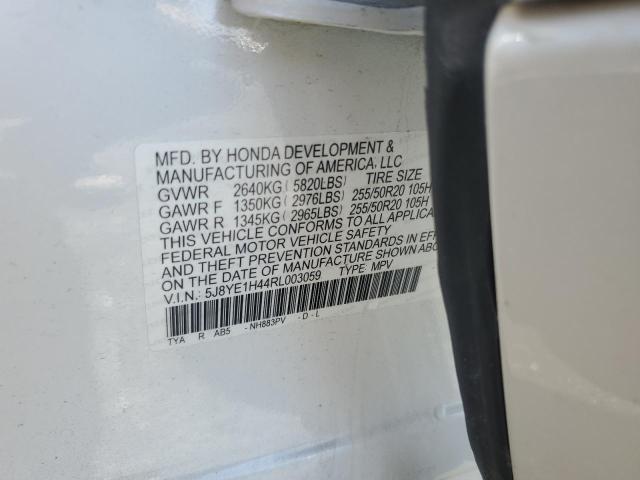 MFD. BY HONDA DEVELOPMENT &
MANUFACTURING OF AMERICA, LLC
GVWR 2640KG( 5820LBS) TIRE SIZE
GAWR F 1350KG( 2976LBS) 255/50R20 105H
GAWR R 1345KG( 2965LBS) 255/50R20 105H
THIS VEHICLE CONFORMS TO ALL APPLICA
FEDERAL MOTOR VEHICLE SAFETY
AND THEFT PREVENTION STANDARDS IN EFF
ON THE DATE OF MANUFACTURE SHOWN ABO
V.I.N.: 5J8YE1H44RL003059 TYPE: MPV
TYA R AB5 -NH883PV -D-L